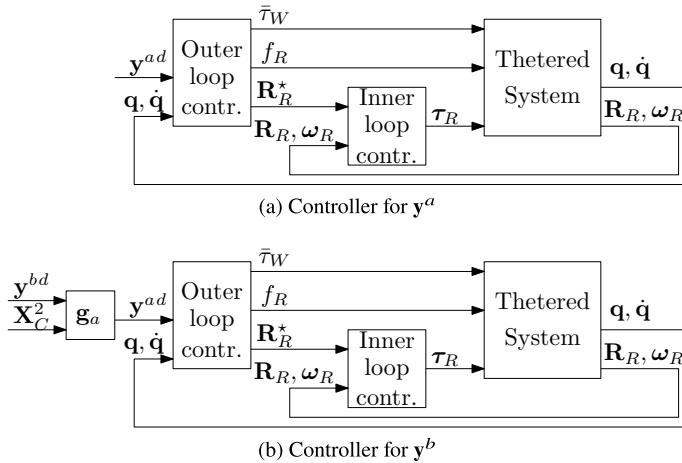 τ̄_W
y^{ad}
Outer
loop
contr.
f_R
R_R^⋆
q, q̇
R_R, ω_R
Inner
loop
contr.
τ_R
Thetered
System
q, q̇
R_R, ω_R
(a) Controller for y^a
τ̄_W
y^{bd}
X_C^2
g_a
y^{ad}
q, q̇
Outer
loop
contr.
f_R
R_R^⋆
R_R, ω_R
Inner
loop
contr.
τ_R
Thetered
System
q, q̇
R_R, ω_R
(b) Controller for y^b